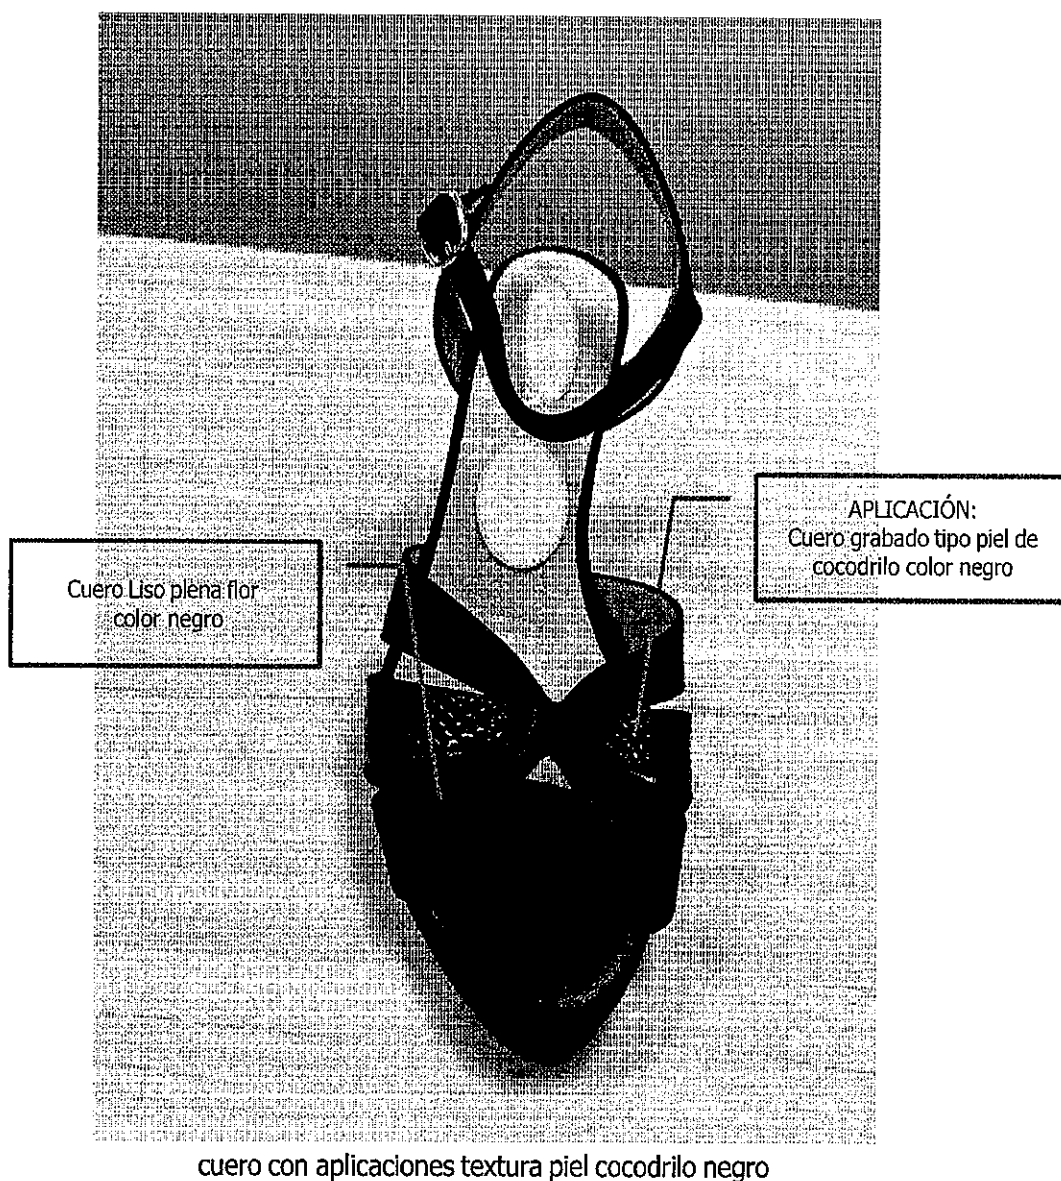 APLICACIÓN:
Cuero grabado tipo piel de
cocodrilo color negro
Cuero Liso plena flor
color negro
cuero con aplicaciones textura piel cocodrilo negro